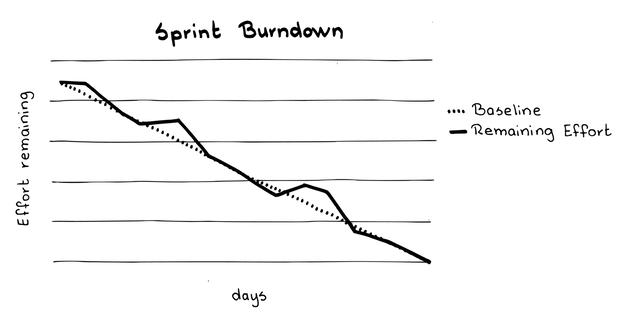 Sprint Burndown
Effort remaining
Baseline
Remaining Effort
days